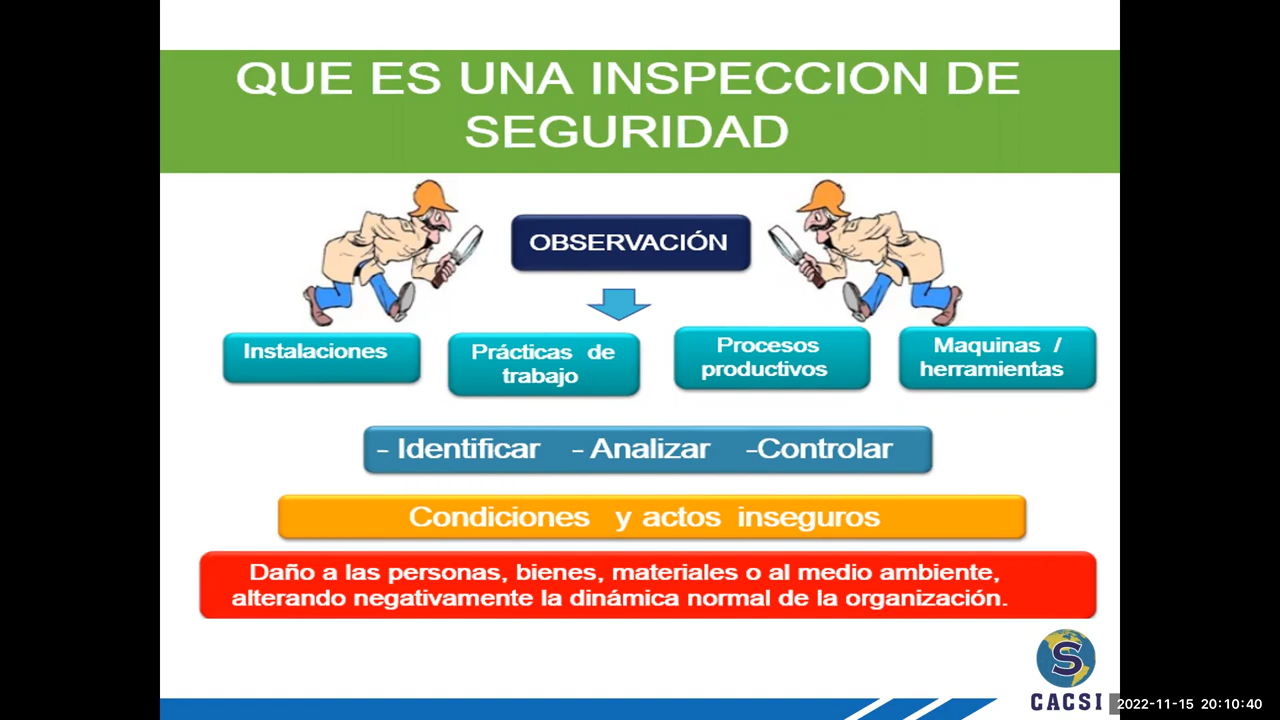 QUE ES UNA INSPECCION DE
SEGURIDAD
OBSERVACIÓN
Instalaciones
Prácticas de
trabajo
Procesos
productivos
Maquinas /
herramientas
- Identificar - Analizar -Controlar
Condiciones y actos inseguros
Daño a las personas, bienes, materiales o al medio ambiente,
alterando negativamente la dinámica normal de la organización.
S
CACSI
2022-11-15 20:10:40